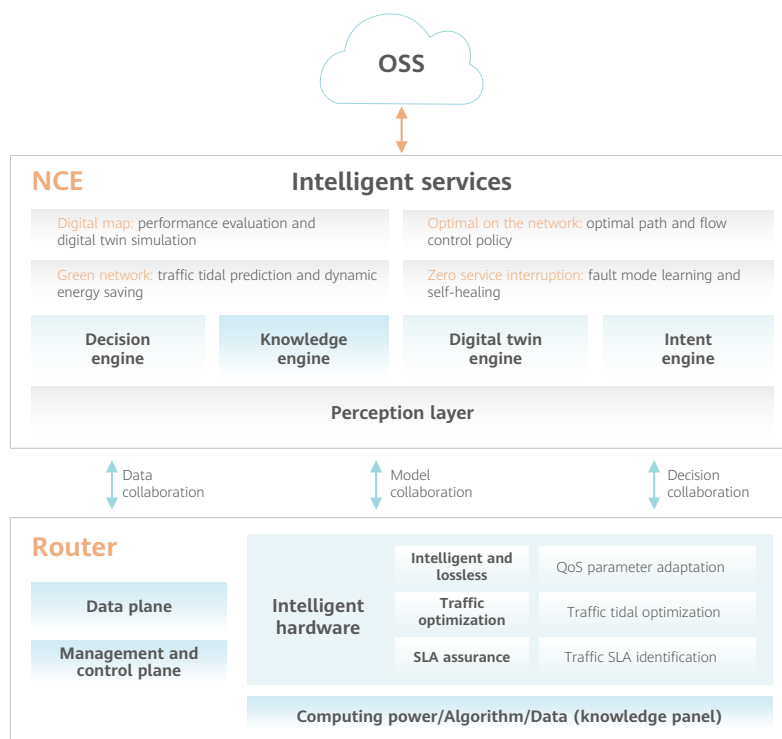 OSS
NCE
Intelligent services
Digital map: performance evaluation and
digital twin simulation
Optimal on the network: optimal path and flow
control policy
Green network: traffic tidal prediction and dynamic
energy saving
Zero service interruption: fault mode learning and
self-healing
Decision
engine
Knowledge
engine
Digital twin
engine
Intent
engine
Perception layer
Data
collaboration
Model
collaboration
Decision
collaboration
Router
Data plane
Management and
control plane
Intelligent
hardware
Intelligent and
lossless
QoS parameter adaptation
Traffic
optimization
Traffic tidal optimization
SLA assurance
Traffic SLA identification
Computing power/Algorithm/Data (knowledge panel)